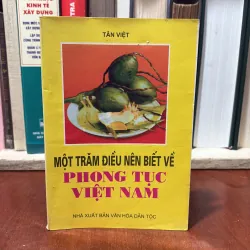 KINH TẾ
XÂY DỰNG
TÂN VIỆT
MỘT TRĂM ĐIỀU NÊN BIẾT VỀ
PHONG TỤC
VIỆT NAM
NHÀ XUẤT BẢN VĂN HÓA DÂN TỘC